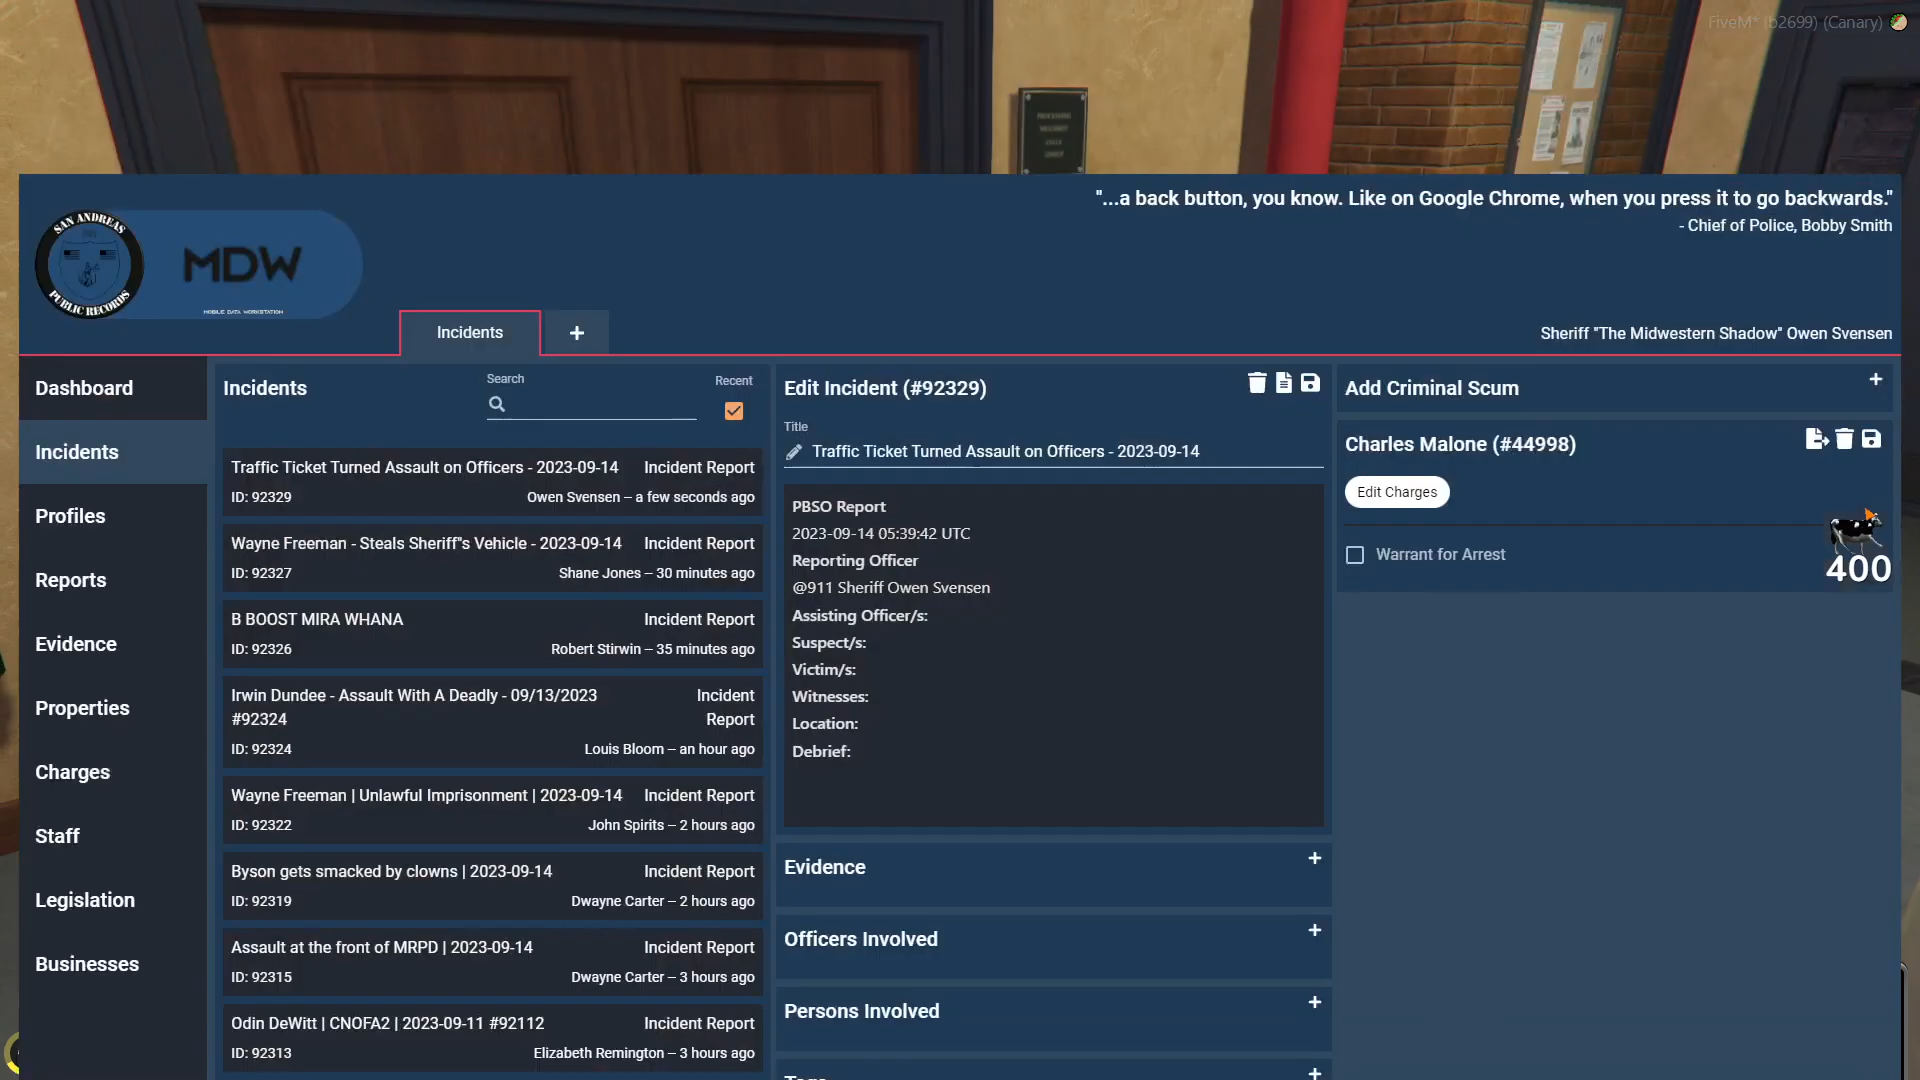 FiveM* (b2699) (Canary)
"...a back button, you know. Like on Google Chrome, when you press it to go backwards."
- Chief of Police, Bobby Smith
SAN ANDREAS
PUBLIC RECORDS
MDW
MOBILE DATA WORKSTATION
Incidents
+
Sheriff "The Midwestern Shadow" Owen Svensen
Dashboard
Incidents
Profiles
Reports
Evidence
Properties
Charges
Staff
Legislation
Businesses
Incidents
Search
Recent
Traffic Ticket Turned Assault on Officers - 2023-09-14 Incident Report
ID: 92329 Owen Svensen – a few seconds ago
Wayne Freeman - Steals Sheriff"s Vehicle - 2023-09-14 Incident Report
ID: 92327 Shane Jones – 30 minutes ago
B BOOST MIRA WHANA Incident Report
ID: 92326 Robert Stirwin – 35 minutes ago
Irwin Dundee - Assault With A Deadly - 09/13/2023 Incident
#92324 Report
ID: 92324 Louis Bloom – an hour ago
Wayne Freeman | Unlawful Imprisonment | 2023-09-14 Incident Report
ID: 92322 John Spirits – 2 hours ago
Byson gets smacked by clowns | 2023-09-14 Incident Report
ID: 92319 Dwayne Carter – 2 hours ago
Assault at the front of MRPD | 2023-09-14 Incident Report
ID: 92315 Dwayne Carter – 3 hours ago
Odin DeWitt | CNOFA2 | 2023-09-11 #92112 Incident Report
ID: 92313 Elizabeth Remington – 3 hours ago
Edit Incident (#92329)
Title
Traffic Ticket Turned Assault on Officers - 2023-09-14
PBSO Report
2023-09-14 05:39:42 UTC
Reporting Officer
@911 Sheriff Owen Svensen
Assisting Officer/s:
Suspect/s:
Victim/s:
Witnesses:
Location:
Debrief:
Evidence
Officers Involved
Persons Involved
Add Criminal Scum
Charles Malone (#44998)
Edit Charges
Warrant for Arrest
400